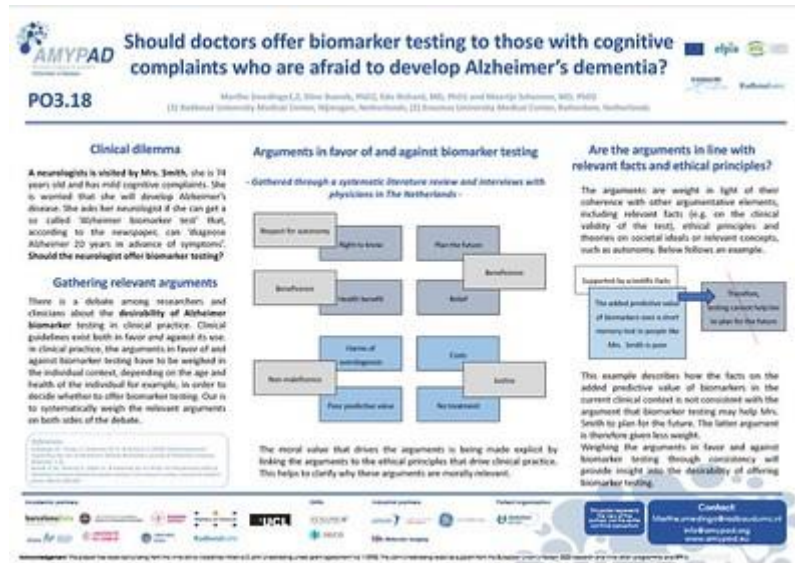 AMYPAD
Should doctors offer biomarker testing to those with cognitive
complaints who are afraid to develop Alzheimer's dementia?
efpia
PO3.18
Clinical dilemma
A neurologists is visited by Mrs. Smith, she is 74
years old and has mild cognitive complaints. She
is worried that she will develop Alzheimer's
disease. She asks her neurologist if she can get a
so called 'Alzheimer biomarker test' that,
according to the newspaper, can 'diagnose
Alzheimer 20 years in advance of symptoms'.
Should the neurologist offer biomarker testing?
Gathering relevant arguments
There is a debate among researchers and
clinicians about the desirability of Alzheimer
biomarker testing in clinical practice. Clinical
guidelines exist both in favor and against its use.
In clinical practice, the arguments in favor of and
against biomarker testing have to be weighed in
the individual context, depending on the age and
health of the individual for example, in order to
decide whether to offer biomarker testing. Our is
to systematically weigh the relevant arguments
on both sides of the debate.
Arguments in favor of and against biomarker testing
- Gathered through a systematic literature review and interviews with
physicians in The Netherlands -
Respect for autonomy
Right to know
Plan the future
Beneficence
Beneficence
Health benefit
Relief
Harms of
overdiagnosis
Costs
Non-maleficence
Justice
Poor predictive value
No treatment
The moral value that drives the arguments is being made explicit by
linking the arguments to the ethical principles that drive clinical practice.
This helps to clarify why these arguments are morally relevant.
Are the arguments in line with
relevant facts and ethical principles?
The arguments are weight in light of their
coherence with other argumentative elements,
including relevant facts (e.g. on the clinical
validity of the test), ethical principles and
theories on societal ideals or relevant concepts,
such as autonomy. Below follows an example.
Supported by scientific facts
The added predictive value
of biomarkers over a short
memory test in people like
Mrs. Smith is poor
Therefore,
testing cannot help her
to plan for the future
This example describes how the facts on the
added predictive value of biomarkers in the
current clinical context is not consistent with the
argument that biomarker testing may help Mrs.
Smith to plan for the future. The latter argument
is therefore given less weight.
Weighing the arguments in favor and against
biomarker testing through consistency will
provide insight into the desirability of offering
biomarker testing.
UCL
Contact:
info@amypad.org
www.amypad.eu